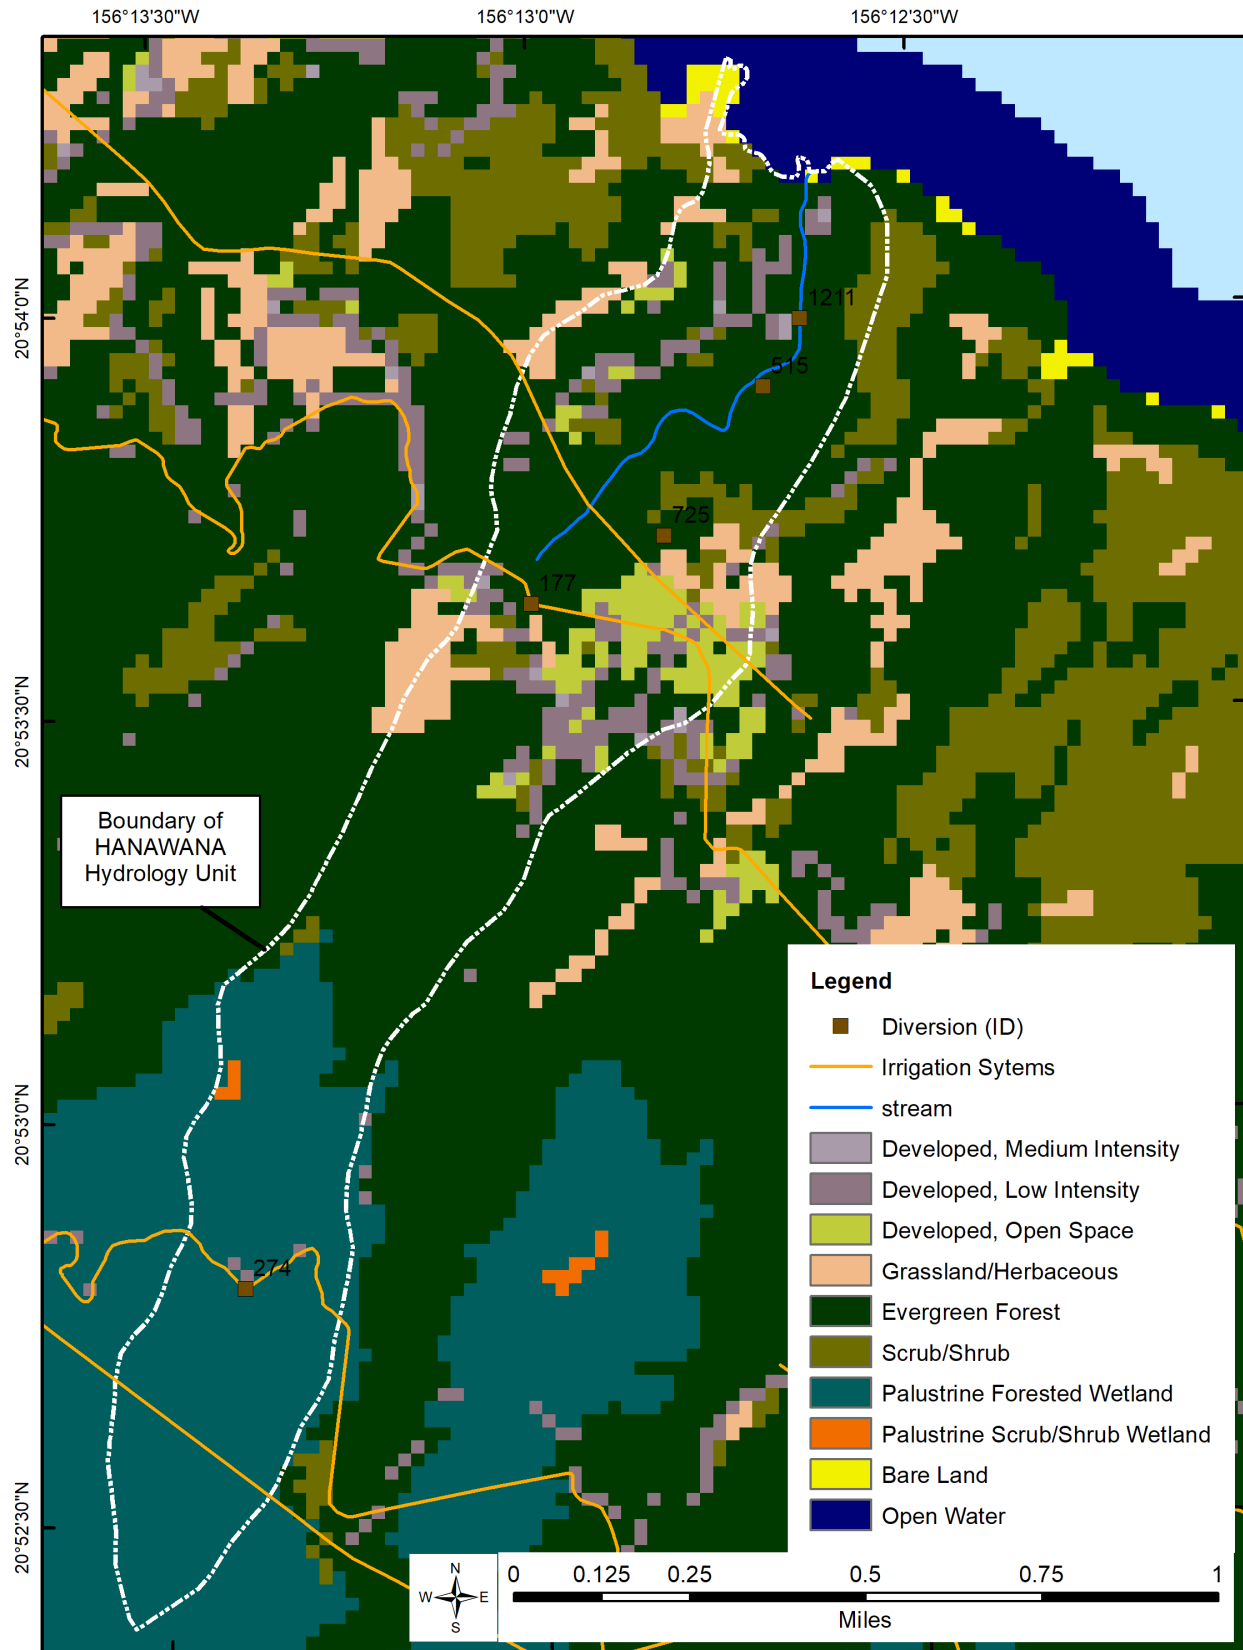 156°13'30"W
156°13'0"W
156°12'30"W
20°54'0"N
20°53'30"N
20°53'0"N
20°52'30"N
1211
515
725
177
274
Boundary of
HANAWANA
Hydrology Unit
Legend
Diversion (ID)
Irrigation Sytems
stream
Developed, Medium Intensity
Developed, Low Intensity
Developed, Open Space
Grassland/Herbaceous
Evergreen Forest
Scrub/Shrub
Palustrine Forested Wetland
Palustrine Scrub/Shrub Wetland
Bare Land
Open Water
N
W E
S
0 0.125 0.25 0.5 0.75 1
Miles